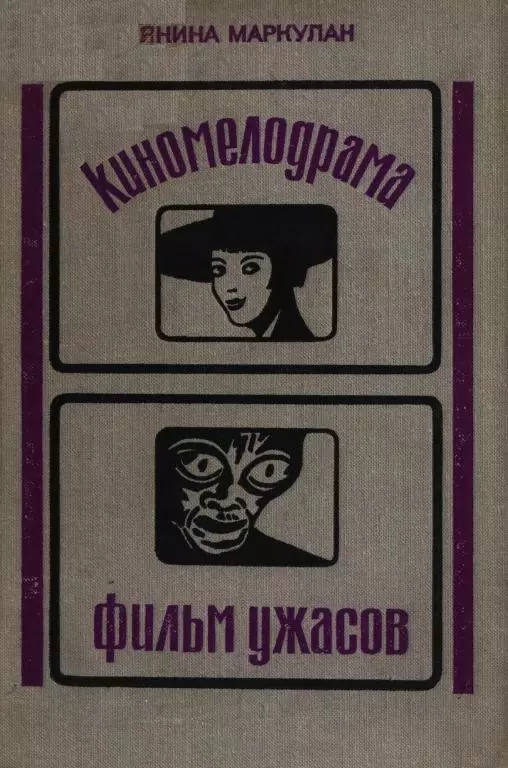 ЯНИНА МАРКУЛАН
Киномелодрама
фильм ужасов